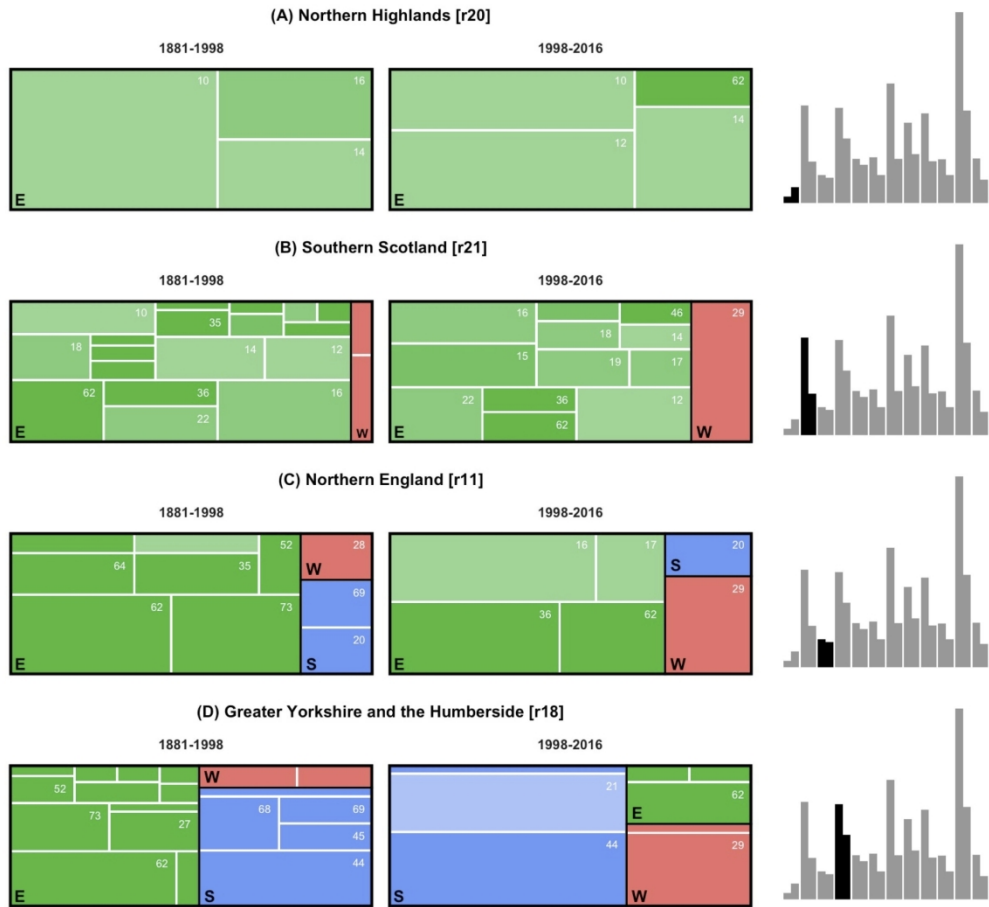 (A) Northern Highlands [r20]
1881-1998
1998-2016
10
16
14
E
10
62
12
14
E
(B) Southern Scotland [r21]
1881-1998
1998-2016
10
35
18
14
12
62
36
16
22
E
W
16
46
29
18
14
15
19
17
22
36
12
62
E
W
(C) Northern England [r11]
1881-1998
1998-2016
52
28
64
35
W
69
62
73
20
E
S
16
17
20
S
36
62
29
E
W
(D) Greater Yorkshire and the Humberside [r18]
1881-1998
1998-2016
W
52
73
27
68
69
45
62
44
E
S
21
62
E
44
29
S
W